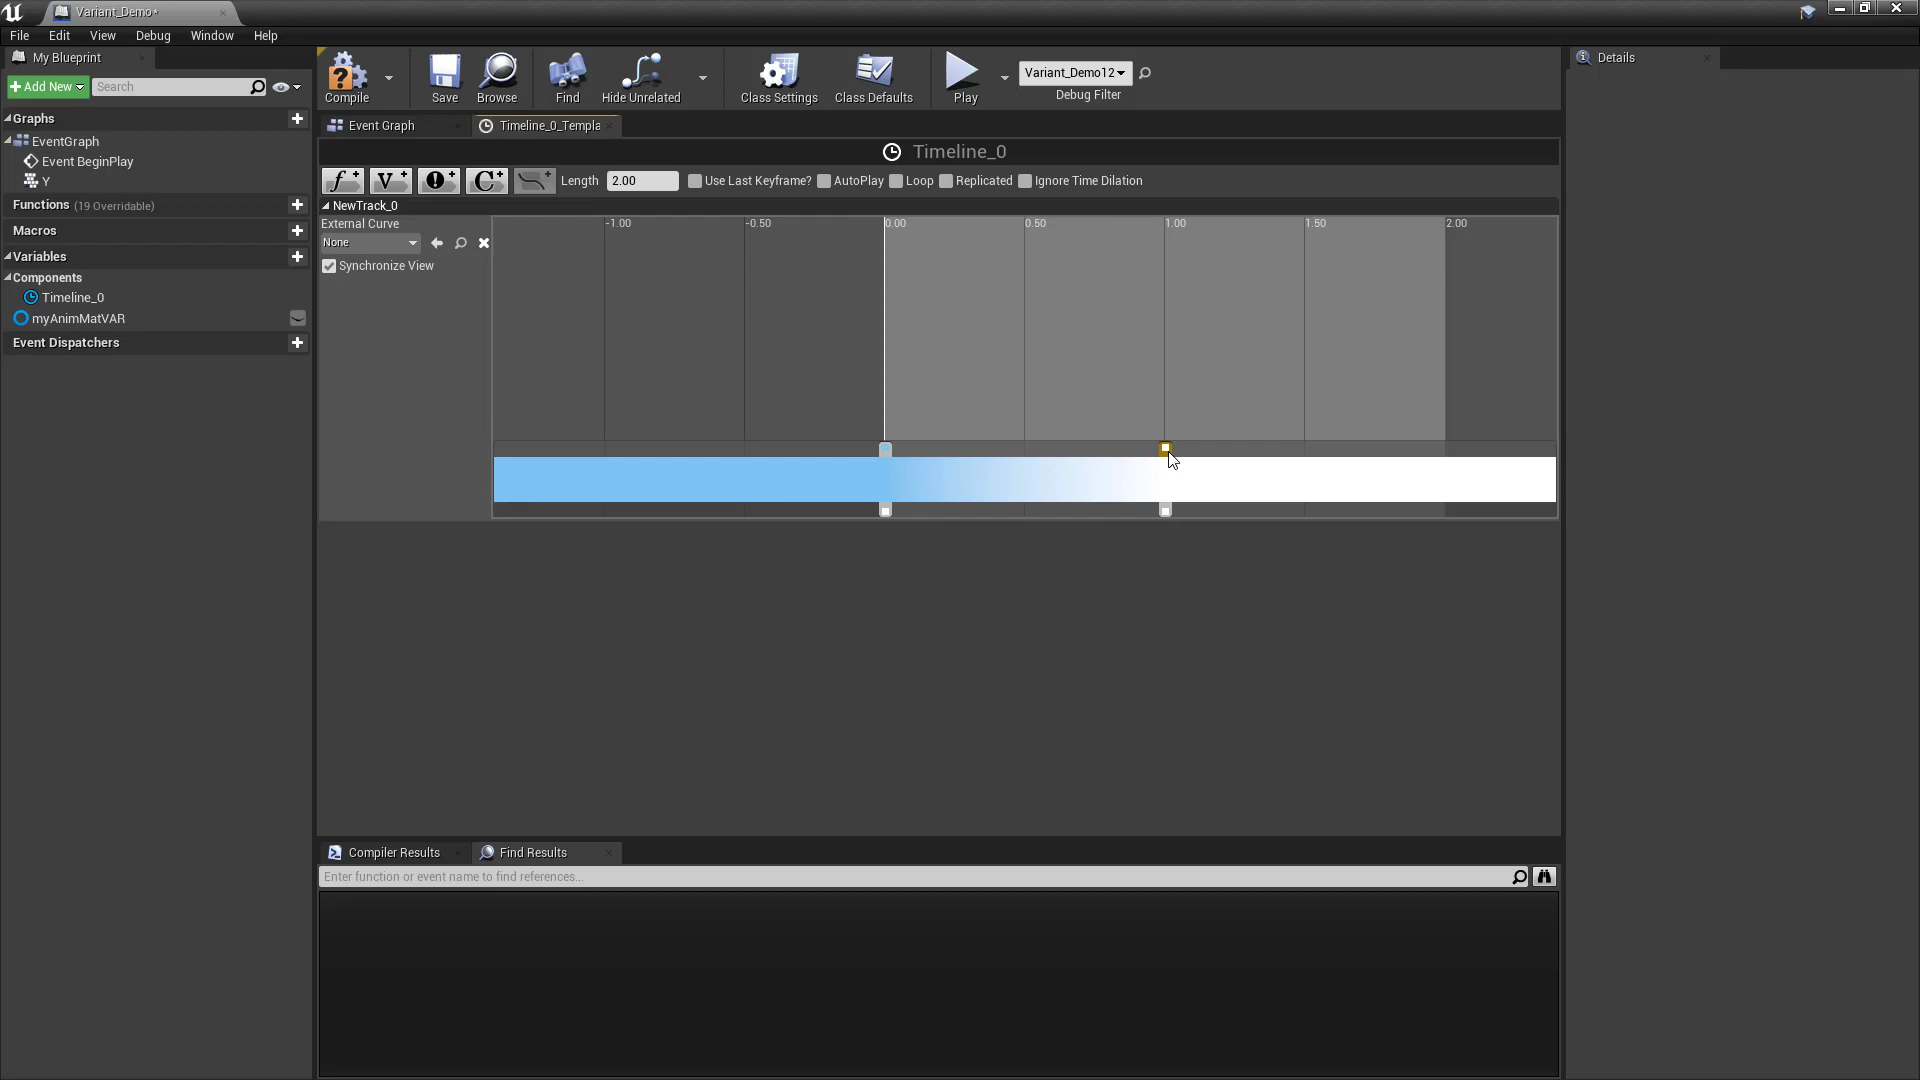 Variant_Demo*
File Edit View Debug Window Help
My Blueprint
Add New Search
Graphs
EventGraph
Event BeginPlay
Y
Functions (19 Overridable)
Macros
Variables
Components
Timeline_0
myAnimMatVAR
Event Dispatchers
Compile Save Browse Find Hide Unrelated Class Settings Class Defaults Play
Variant_Demo12
Debug Filter
Event Graph Timeline_0_Templa
Timeline_0
f+ V+ !+ C+ Length 2.00 Use Last Keyframe? AutoPlay Loop Replicated Ignore Time Dilation
NewTrack_0
External Curve
None
Synchronize View
-1.00 -0.50 0.00 0.50 1.00 1.50 2.00
Compiler Results Find Results
Enter function or event name to find references...
Details